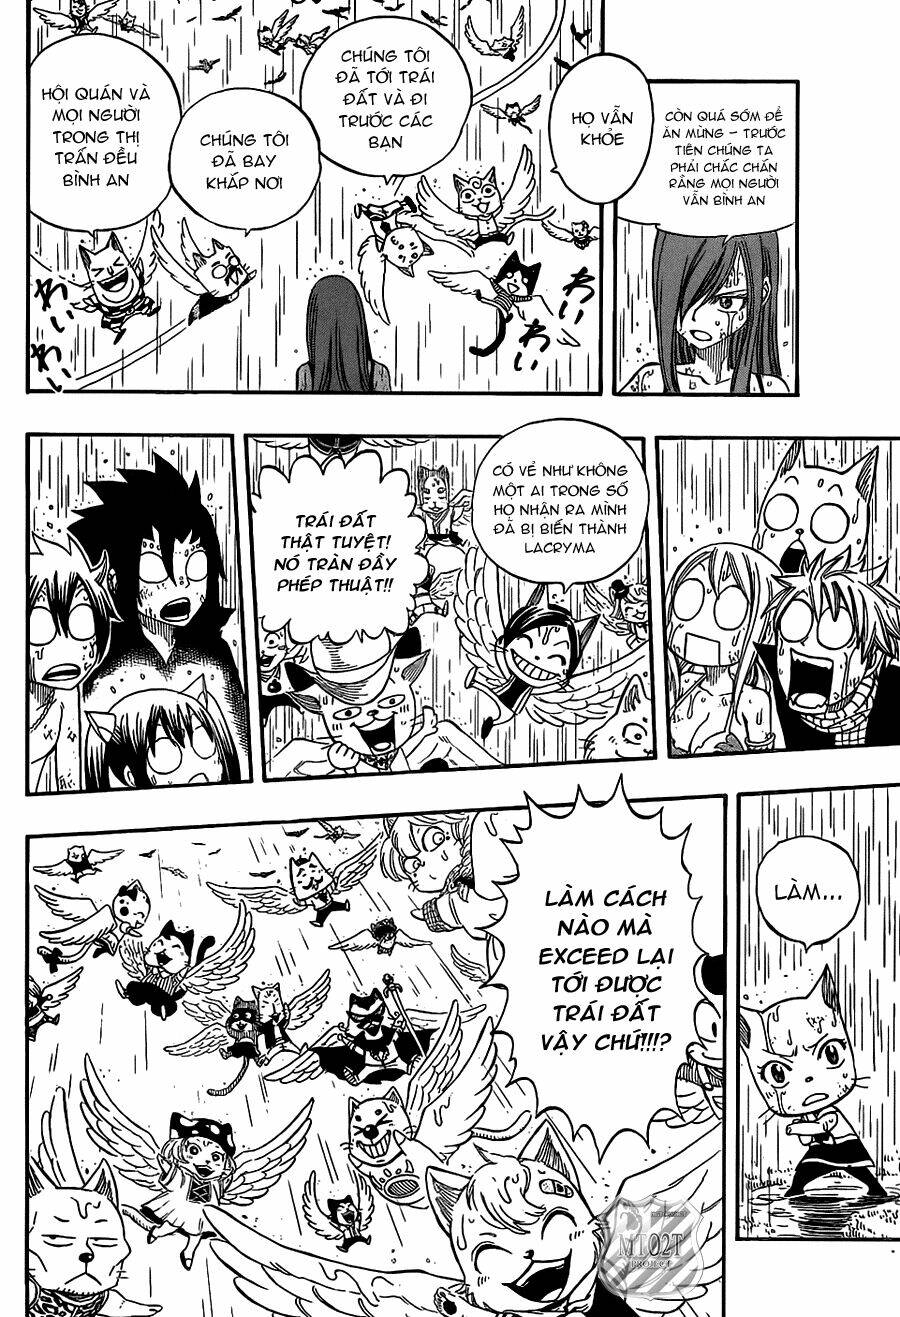 CÒN QUÁ SỚM ĐỂ
ĂN MỪNG - TRƯỚC
TIÊN CHÚNG TA
PHẢI CHẮC CHẮN
RẰNG MỌI NGƯỜI
VẪN BÌNH AN
HỌ VẪN
KHỎE
CHÚNG TÔI
ĐÃ TỚI TRÁI
ĐẤT VÀ ĐI
TRƯỚC CÁC
BẠN
CHÚNG TÔI
ĐÃ BAY
KHẮP NƠI
HỘI QUÁN VÀ
MỌI NGƯỜI
TRONG THỊ
TRẤN ĐỀU
BÌNH AN
わい
わい
わい
わい
CÓ VẺ NHƯ KHÔNG
MỘT AI TRONG SỐ
HỌ NHẬN RA MÌNH
ĐÃ BỊ BIẾN THÀNH
LACRYMA
TRÁI ĐẤT
THẬT TUYỆT!
NÓ TRÀN ĐẦY
PHÉP THUẬT!!
LÀM...
LÀM CÁCH
NÀO MÀ
EXCEED LẠI
TỚI ĐƯỢC
TRÁI ĐẤT
VẬY CHỨ!!!?
MT02T
PROJECT